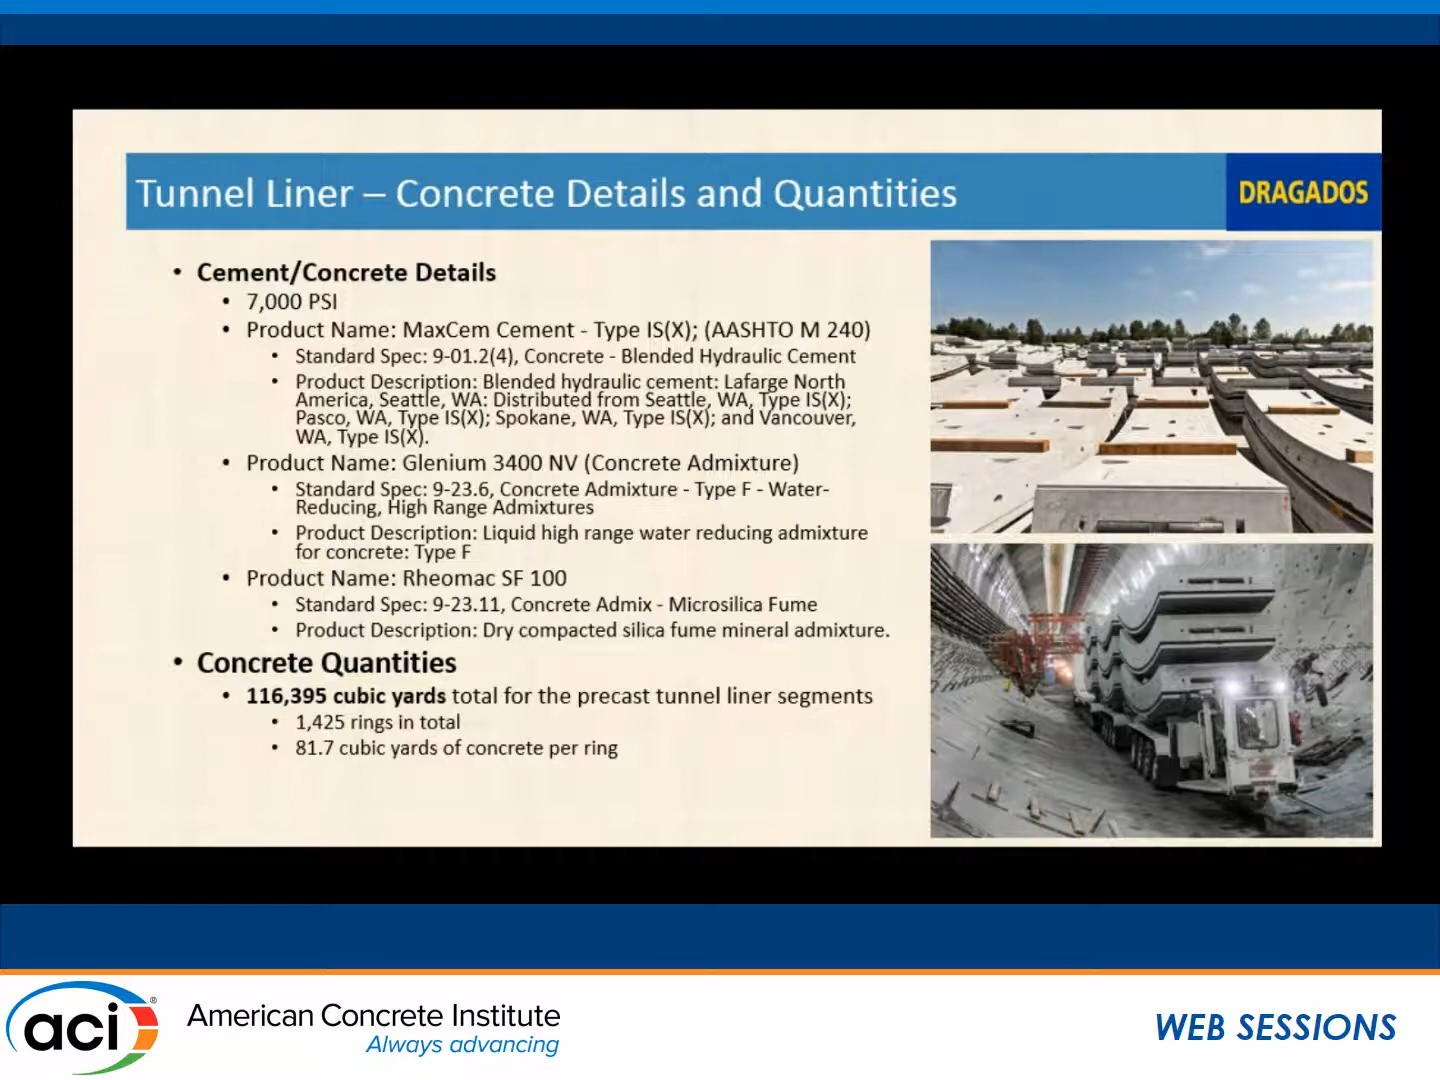 Tunnel Liner – Concrete Details and Quantities
DRAGADOS
• Cement/Concrete Details
• 7,000 PSI
• Product Name: MaxCem Cement - Type IS(X); (AASHTO M 240)
• Standard Spec: 9-01.2(4), Concrete - Blended Hydraulic Cement
• Product Description: Blended hydraulic cement: Lafarge North
America, Seattle, WA: Distributed from Seattle, WA, Type IS(X);
Pasco, WA, Type IS(X); Spokane, WA, Type IS(X); and Vancouver,
WA, Type IS(X).
• Product Name: Glenium 3400 NV (Concrete Admixture)
• Standard Spec: 9-23.6, Concrete Admixture - Type F - Water-
Reducing, High Range Admixtures
• Product Description: Liquid high range water reducing admixture
for concrete: Type F
• Product Name: Rheomac SF 100
• Standard Spec: 9-23.11, Concrete Admix - Microsilica Fume
• Product Description: Dry compacted silica fume mineral admixture.
• Concrete Quantities
• 116,395 cubic yards total for the precast tunnel liner segments
• 1,425 rings in total
• 81.7 cubic yards of concrete per ring
aci®
American Concrete Institute
Always advancing
WEB SESSIONS